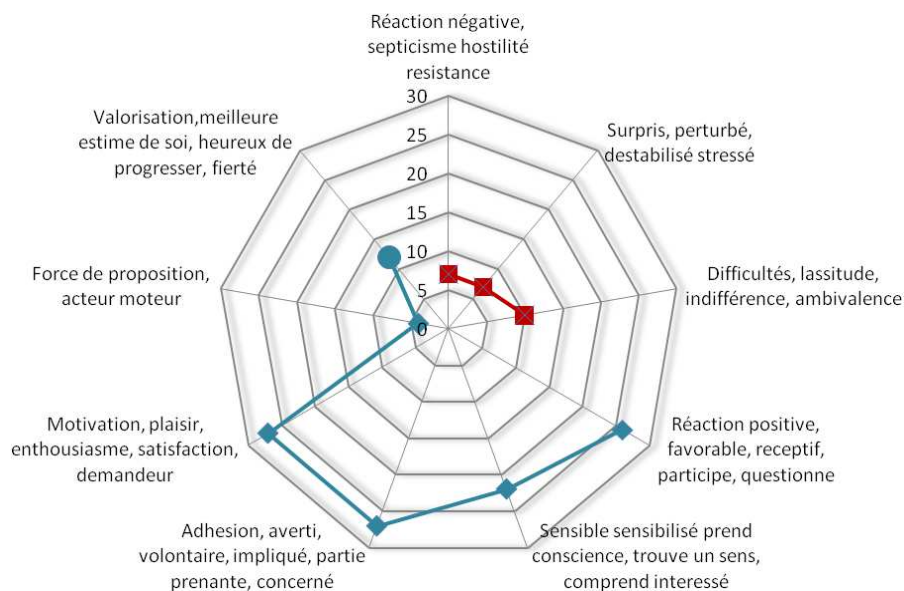 Réaction négative,
septicisme hostilité
resistance
30
25
20
15
10
5
0
Surpris, perturbé,
destabilisé stressé
Difficultés, lassitude,
indifférence, ambivalence
Réaction positive,
favorable, receptif,
participe, questionne
Sensible sensibilisé prend
conscience, trouve un sens,
comprend interessé
Adhesion, averti,
volontaire, impliqué, partie
prenante, concerné
Motivation, plaisir,
enthousiasme, satisfaction,
demandeur
Force de proposition,
acteur moteur
Valorisation,meilleure
estime de soi, heureux de
progresser, fierté